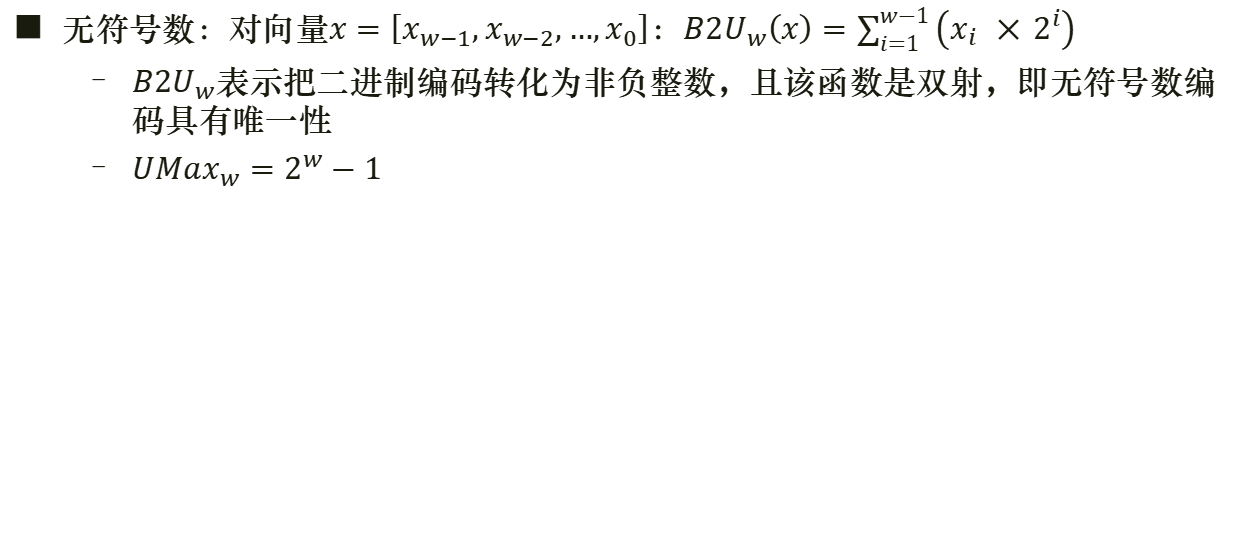 ■ 无符号数：对向量x = [x_{w−1}, x_{w−2}, …, x_0]：B2U_w(x) = ∑_{i=1}^{w−1} (x_i × 2^i)
– B2U_w表示把二进制编码转化为非负整数，且该函数是双射，即无符号数编
码具有唯一性
– UMax_w = 2^w − 1